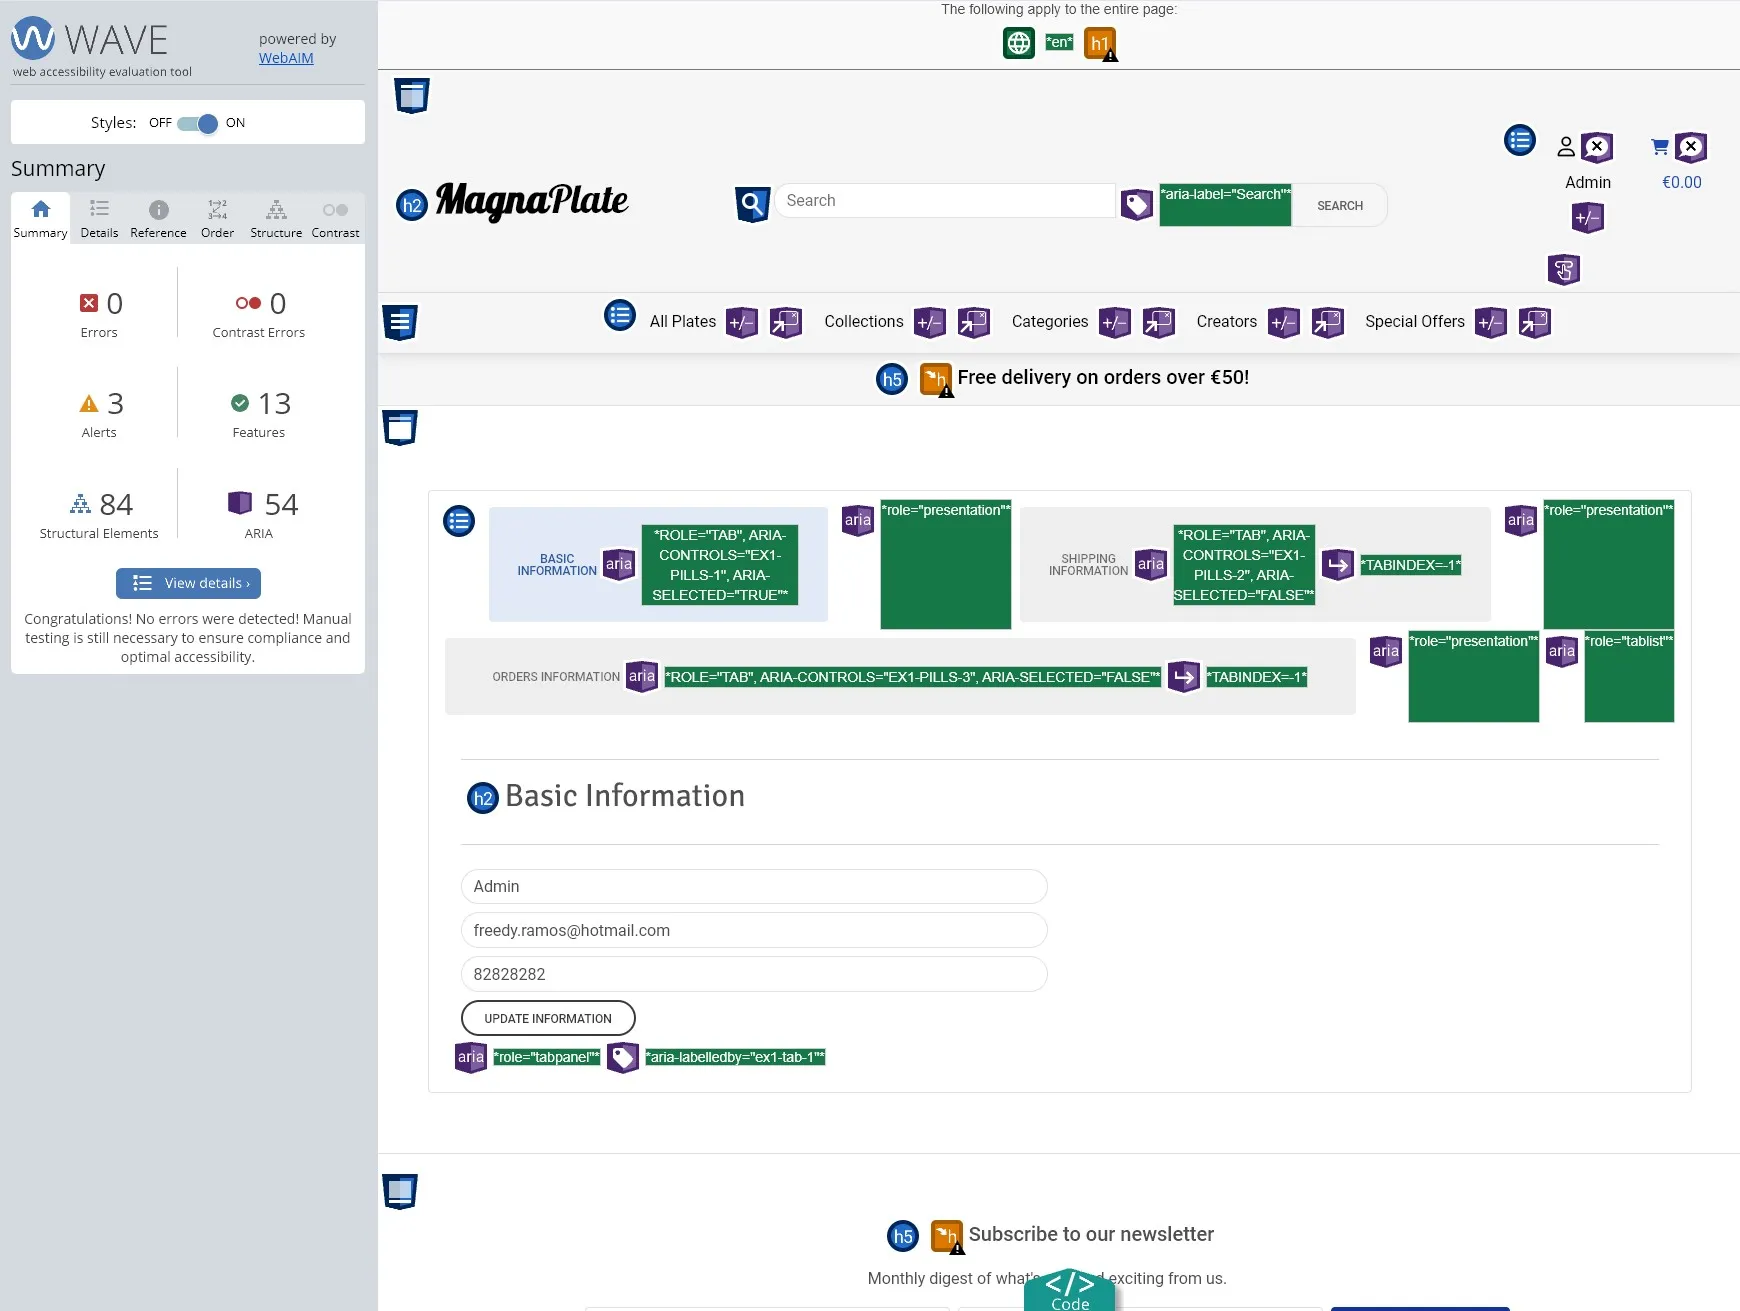 WAVE
web accessibility evaluation tool
powered by
WebAIM
Styles: OFF ON
Summary
Summary Details Reference Order Structure Contrast
0
Errors
0
Contrast Errors
3
Alerts
13
Features
84
Structural Elements
54
ARIA
View details ›
Congratulations! No errors were detected! Manual
testing is still necessary to ensure compliance and
optimal accessibility.
The following apply to the entire page:
*en* h1
h2 MagnaPlate
Search
*aria-label="Search"*
SEARCH
Admin
+/−
€0.00
All Plates +/− Collections +/− Categories +/− Creators +/− Special Offers +/−
h5 h Free delivery on orders over €50!
BASIC
INFORMATION
aria
*ROLE="TAB", ARIA-
CONTROLS="EX1-
PILLS-1", ARIA-
SELECTED="TRUE"*
aria *role="presentation"*
SHIPPING
INFORMATION
aria
*ROLE="TAB", ARIA-
CONTROLS="EX1-
PILLS-2", ARIA-
SELECTED="FALSE"*
*TABINDEX=-1*
aria *role="presentation"*
ORDERS INFORMATION aria *ROLE="TAB", ARIA-CONTROLS="EX1-PILLS-3", ARIA-SELECTED="FALSE"* *TABINDEX=-1*
aria *role="presentation"* aria *role="tablist"*
h2 Basic Information
Admin
freedy.ramos@hotmail.com
82828282
UPDATE INFORMATION
aria *role="tabpanel"* *aria-labelledby="ex1-tab-1"*
h5 h Subscribe to our newsletter
Monthly digest of what's exciting from us.
</>
Code